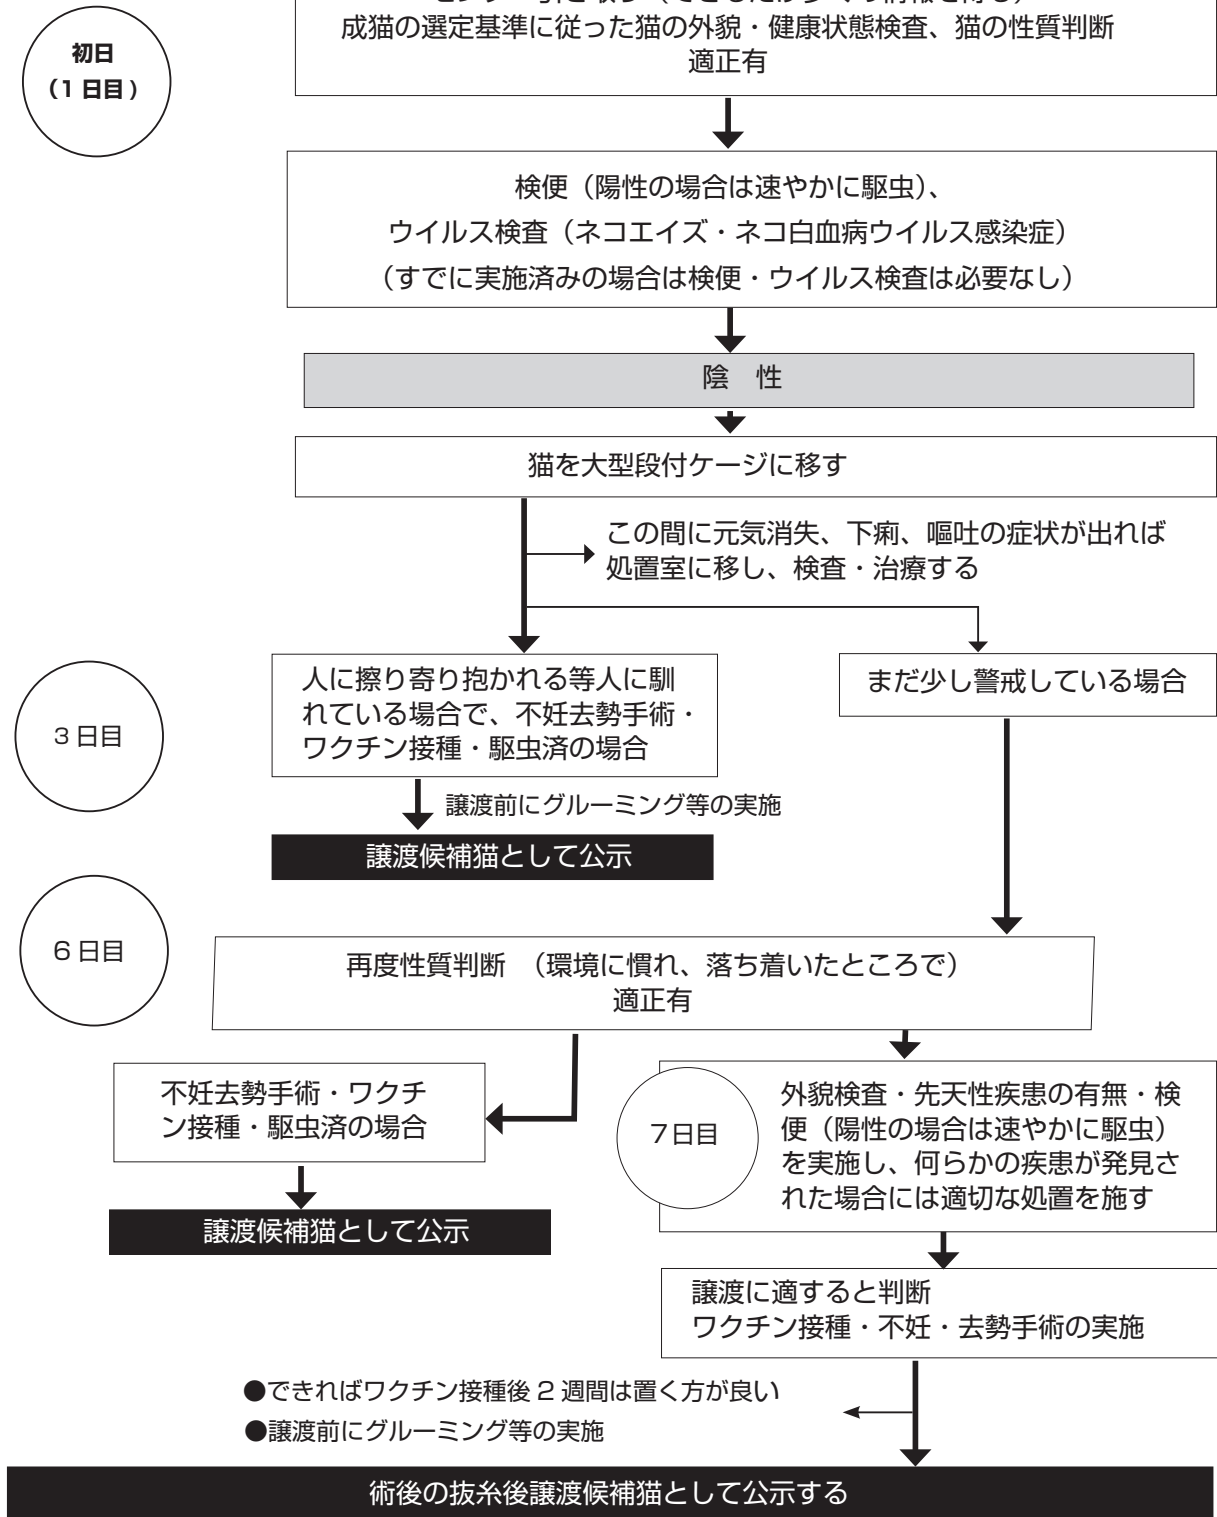 初日
（1 日目 )
成猫の選定基準に従った猫の外貌・健康状態検査、猫の性質判断
適正有
検便（陽性の場合は速やかに駆虫）、
ウイルス検査（ネコエイズ・ネコ白血病ウイルス感染症）
（すでに実施済みの場合は検便・ウイルス検査は必要なし）
陰　性
猫を大型段付ケージに移す
この間に元気消失、下痢、嘔吐の症状が出れば
処置室に移し、検査・治療する
3 日目
人に擦り寄り抱かれる等人に馴
れている場合で、不妊去勢手術・
ワクチン接種・駆虫済の場合
まだ少し警戒している場合
譲渡前にグルーミング等の実施
譲渡候補猫として公示
6 日目
再度性質判断　（環境に慣れ、落ち着いたところで）
適正有
不妊去勢手術・ワクチ
ン接種・駆虫済の場合
譲渡候補猫として公示
7日目
外貌検査・先天性疾患の有無・検
便（陽性の場合は速やかに駆虫）
を実施し、何らかの疾患が発見さ
れた場合には適切な処置を施す
譲渡に適すると判断
ワクチン接種・不妊・去勢手術の実施
●できればワクチン接種後 2 週間は置く方が良い
●譲渡前にグルーミング等の実施
術後の抜糸後譲渡候補猫として公示する